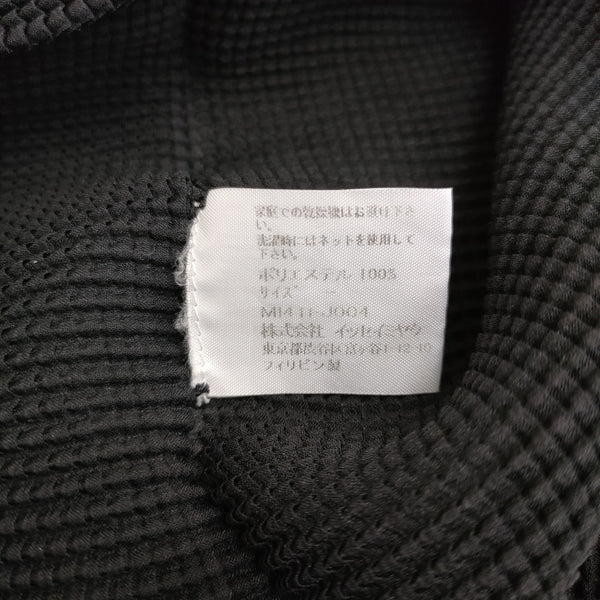 家庭での乾燥機はお避け下さ
い。
洗濯時にはネットを使用して
下さい。
ポリエステル 100%
サイズ —
MI41TI-J004
株式会社 イッセイミヤケ
東京都渋谷区富ヶ谷1-12-10
フィリピン製